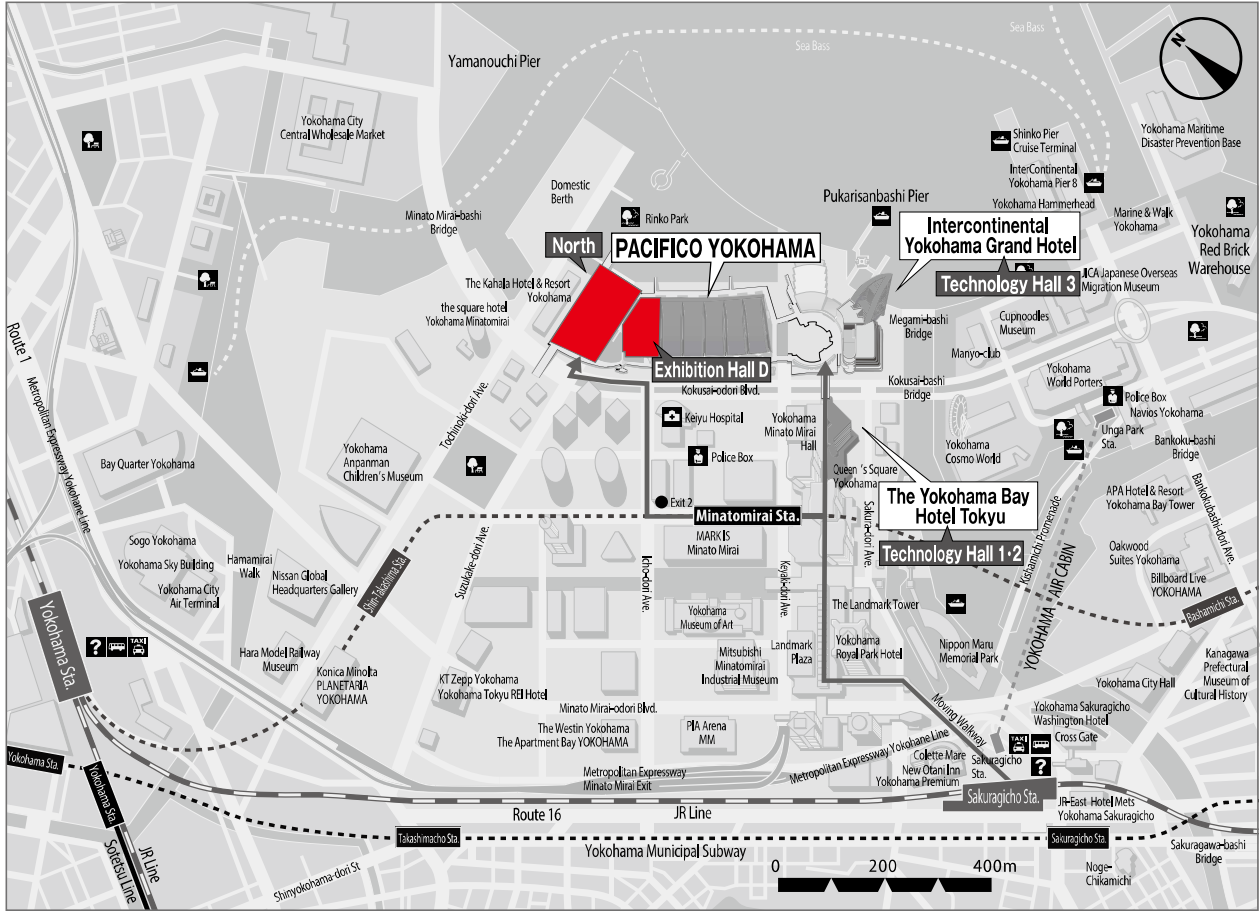 Sea Bass
Sea Bass
N
Yamanouchi Pier
Yokohama City
Central Wholesale Market
Shinko Pier
Cruise Terminal
Yokohama Maritime
Disaster Prevention Base
InterContinental
Yokohama Pier 8
Domestic
Berth
Pukarisanbashi Pier
Yokohama Hammerhead
Minato Mirai-bashi
Bridge
Rinko Park
Marine & Walk
Yokohama
Yokohama
Red Brick
Warehouse
North
PACIFICO YOKOHAMA
Intercontinental
Yokohama Grand Hotel
Technology Hall 3
JICA Japanese Overseas
Migration Museum
The Kahala Hotel & Resort
Yokohama
the square hotel
Yokohama Minatomirai
Megami-bashi
Bridge
Cupnoodles
Museum
Manyo-club
Route 1
Metropolitan Expressway Yokohane Line
Exhibition Hall D
Kokusai-odori Blvd.
Kokusai-bashi
Bridge
Yokohama
World Porters
Police Box
Navios Yokohama
Tochinoki-dori Ave.
Keiyu Hospital
Yokohama
Minato Mirai
Hall
Unga Park
Sta.
Bankoku-bashi
Bridge
Bay Quarter Yokohama
Yokohama
Anpanman
Children's Museum
Police Box
Queen 's Square
Yokohama
Yokohama
Cosmo World
The Yokohama Bay
Hotel Tokyu
Technology Hall 1・2
APA Hotel & Resort
Yokohama Bay Tower
Bankokubashi-dori Ave.
Exit 2
Minatomirai Sta.
Sakura-dori Ave.
Kishamichi Promenade
Sogo Yokohama
Yokohama Sky Building
Yokohama City
Air Terminal
Hamamirai
Walk
Nissan Global
Headquarters Gallery
Shin-Takashima Sta.
Suzukake-dori Ave.
Icho-dori Ave.
MARK IS
Minato Mirai
Keyaki-dori Ave.
Oakwood
Suites Yokohama
Billboard Live
YOKOHAMA
YOKOHAMA AIR CABIN
Bashamichi Sta.
Yokohama Sta.
? TAXI
Yokohama
Museum of Art
The Landmark Tower
Hara Model Railway
Museum
Konica Minolta
PLANETARIA
YOKOHAMA
Mitsubishi
Minatomirai
Industrial Museum
Landmark
Plaza
Yokohama
Royal Park Hotel
Nippon Maru
Memorial Park
Kanagawa
Prefectural
Museum of
Cultural History
KT Zepp Yokohama
Yokohama Tokyu REI Hotel
Yokohama City Hall
Minato Mirai-odori Blvd.
Moving Walkway
Yokohama Sakuragicho
Washington Hotel
The Westin Yokohama
The Apartment Bay YOKOHAMA
PIA Arena
MM
TAXI
?
Cross Gate
Yokohama Sta.
Yokohama Sta.
Metropolitan Expressway
Minato Mirai Exit
Metropolitan Expressway Yokohane Line
Colette Mare
New Otani Inn
Yokohama Premium
Sakuragicho
Sta.
Sakuragicho Sta.
JR-East Hotel Mets
Yokohama Sakuragicho
Route 16
JR Line
Takashimacho Sta.
Yokohama Municipal Subway
Sakuragicho Sta.
Sakuragawa-bashi
Bridge
JR Line
Sotetsu Line
Shinyokohama-dori St
0 200 400m
Noge-
Chikamichi